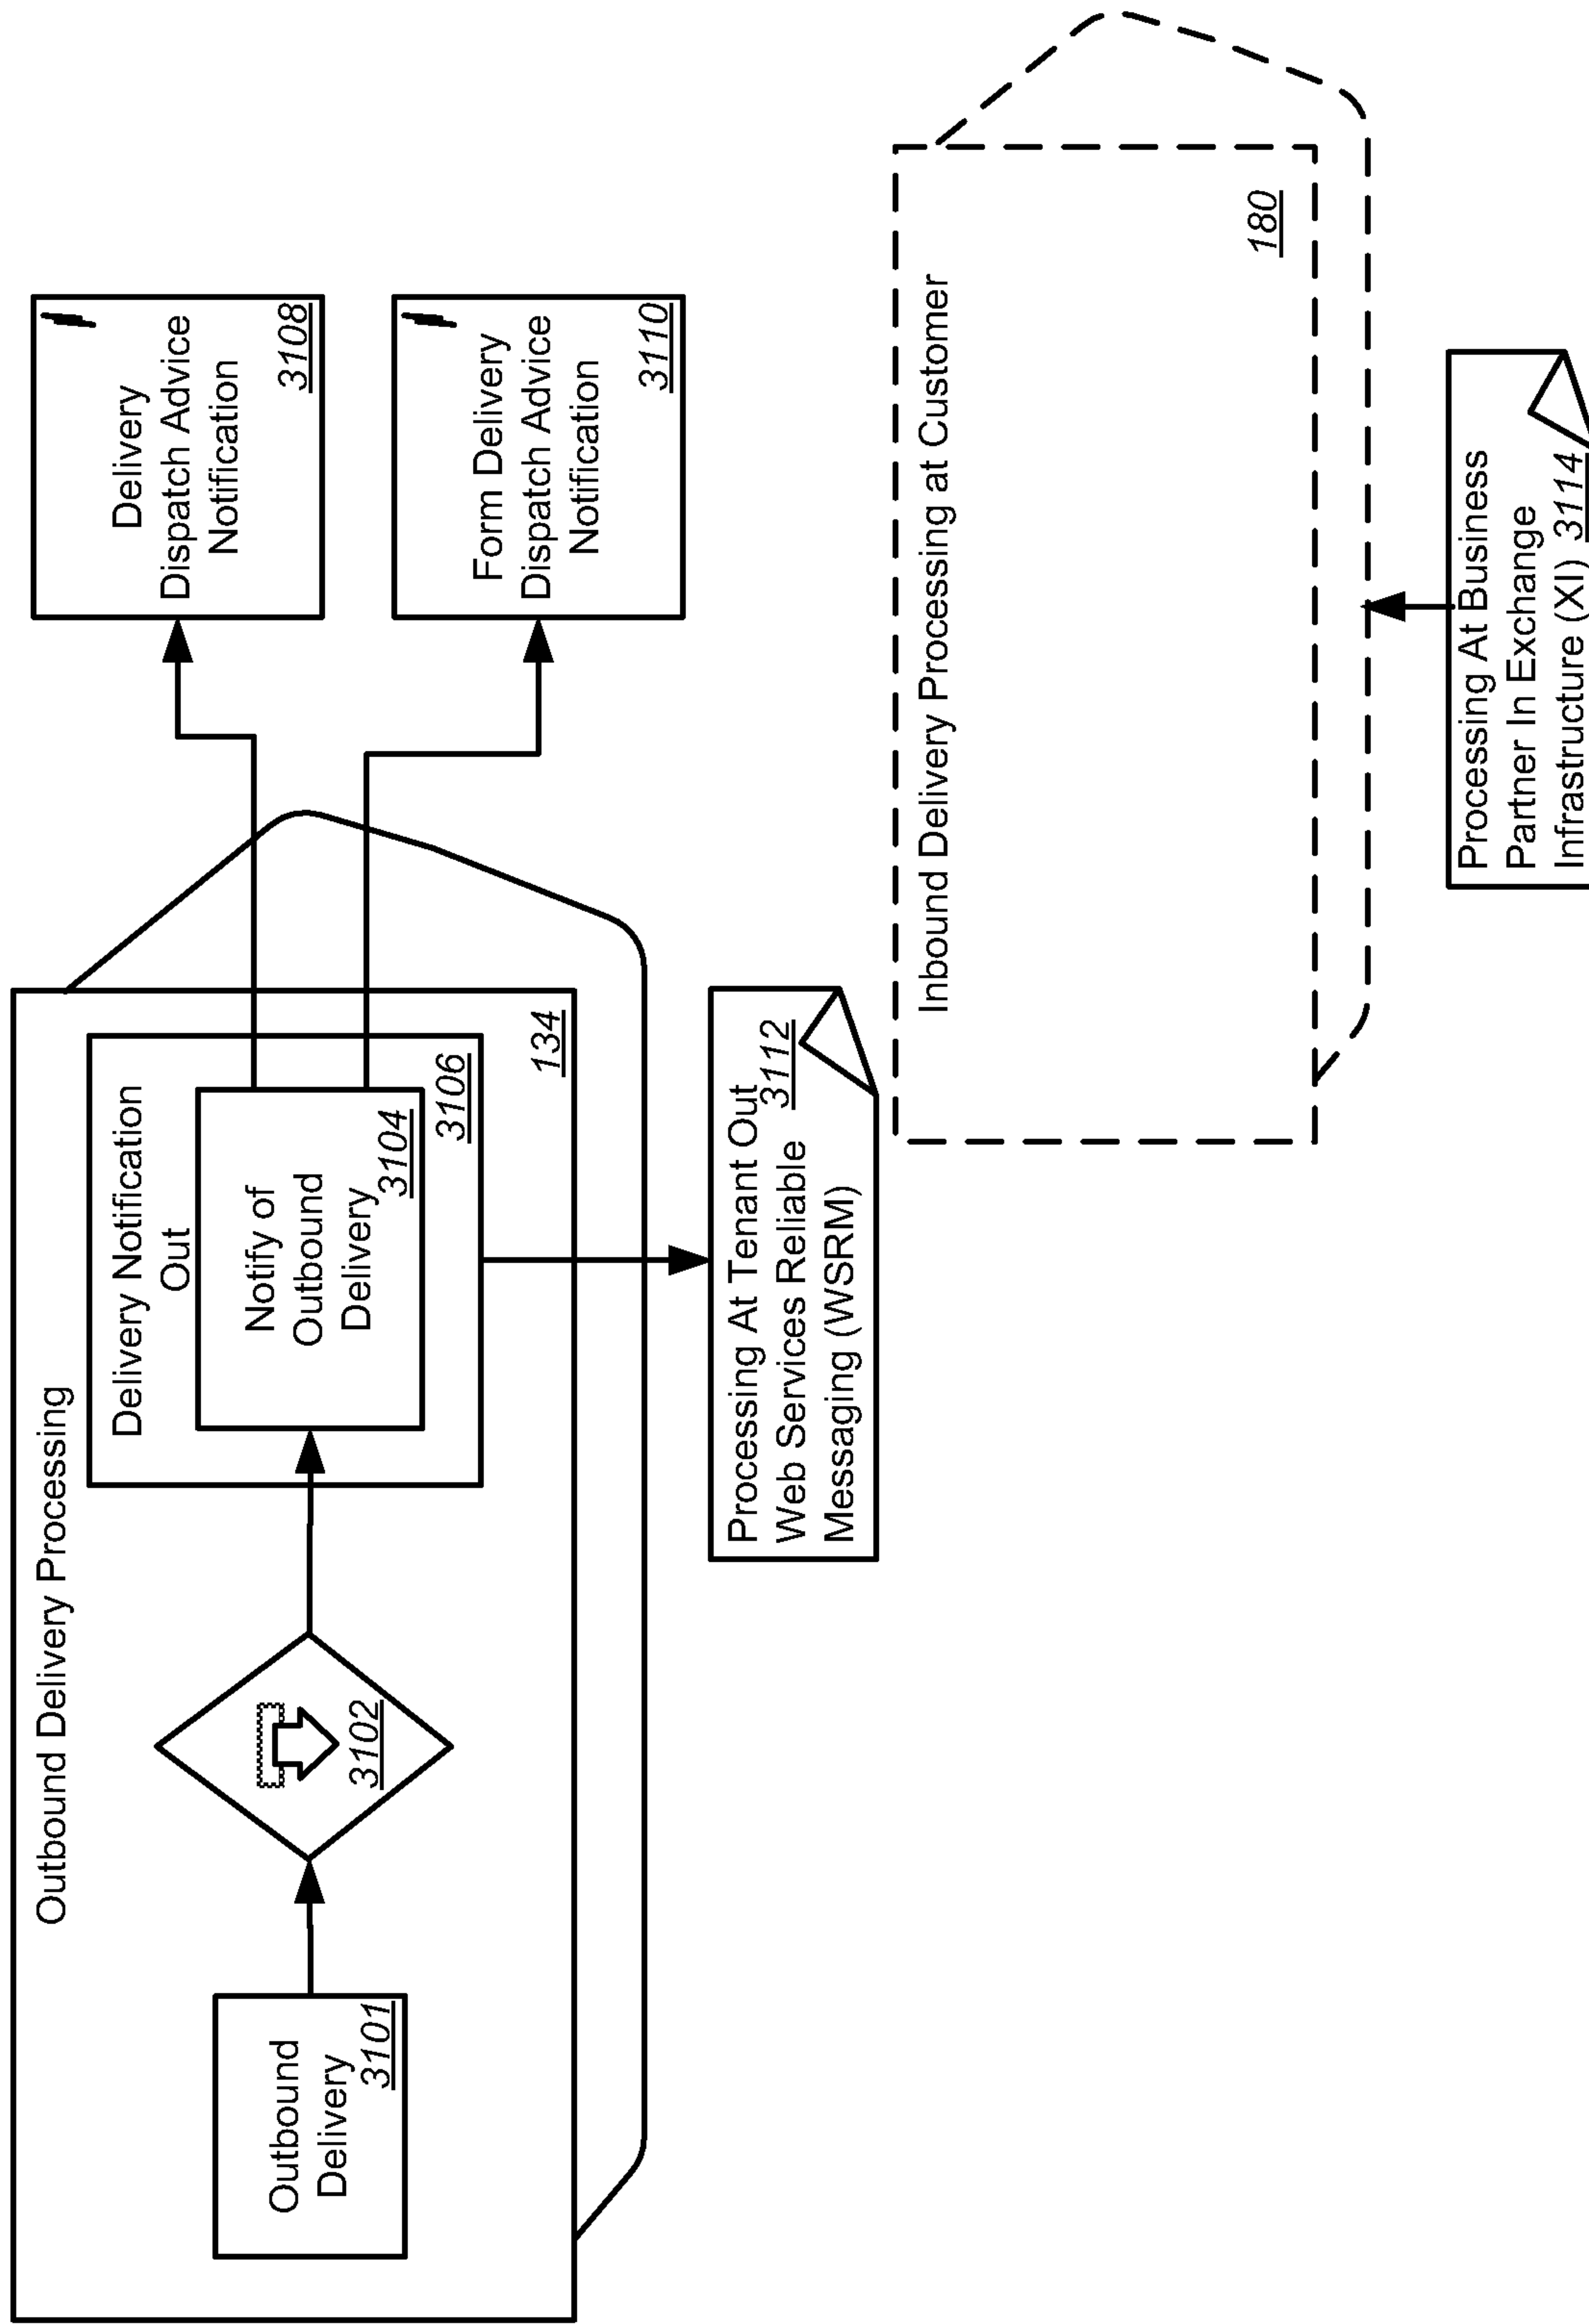 Outbound Delivery Processing
Outbound
Delivery
3101
3102
Delivery Notification
Out
Notify of
Outbound
Delivery
3104
3106
134
Delivery
Dispatch Advice
Notification
3108
Form Delivery
Dispatch Advice
Notification
3110
Processing At Tenant Out
Web Services Reliable 3112
Messaging (WSRM)
Inbound Delivery Processing at Customer
180
Processing At Business
Partner In Exchange
Infrastructure (XI) 3114